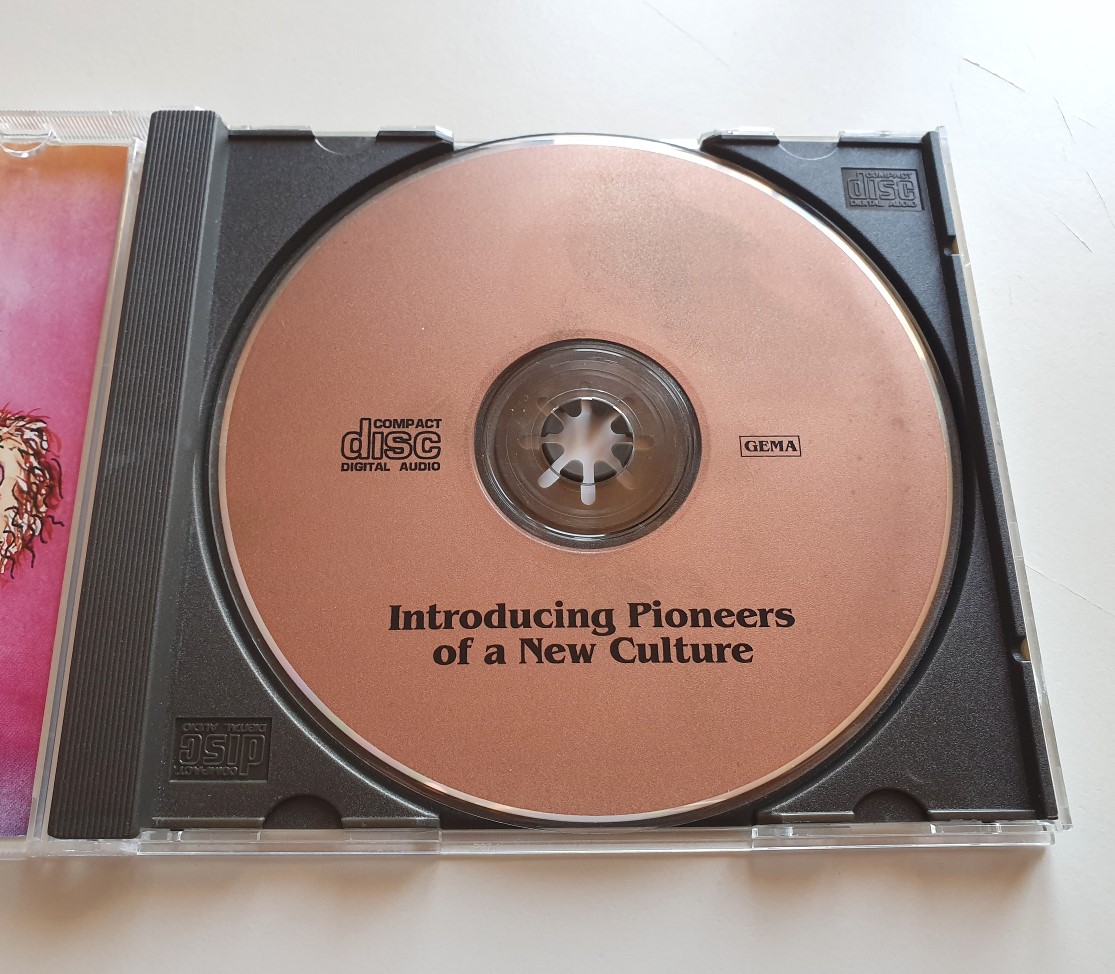 COMPACT
disc
DIGITAL AUDIO
COMPACT
disc
DIGITAL AUDIO
GEMA
Introducing Pioneers
of a New Culture
COMPACT
disc
DIGITAL AUDIO